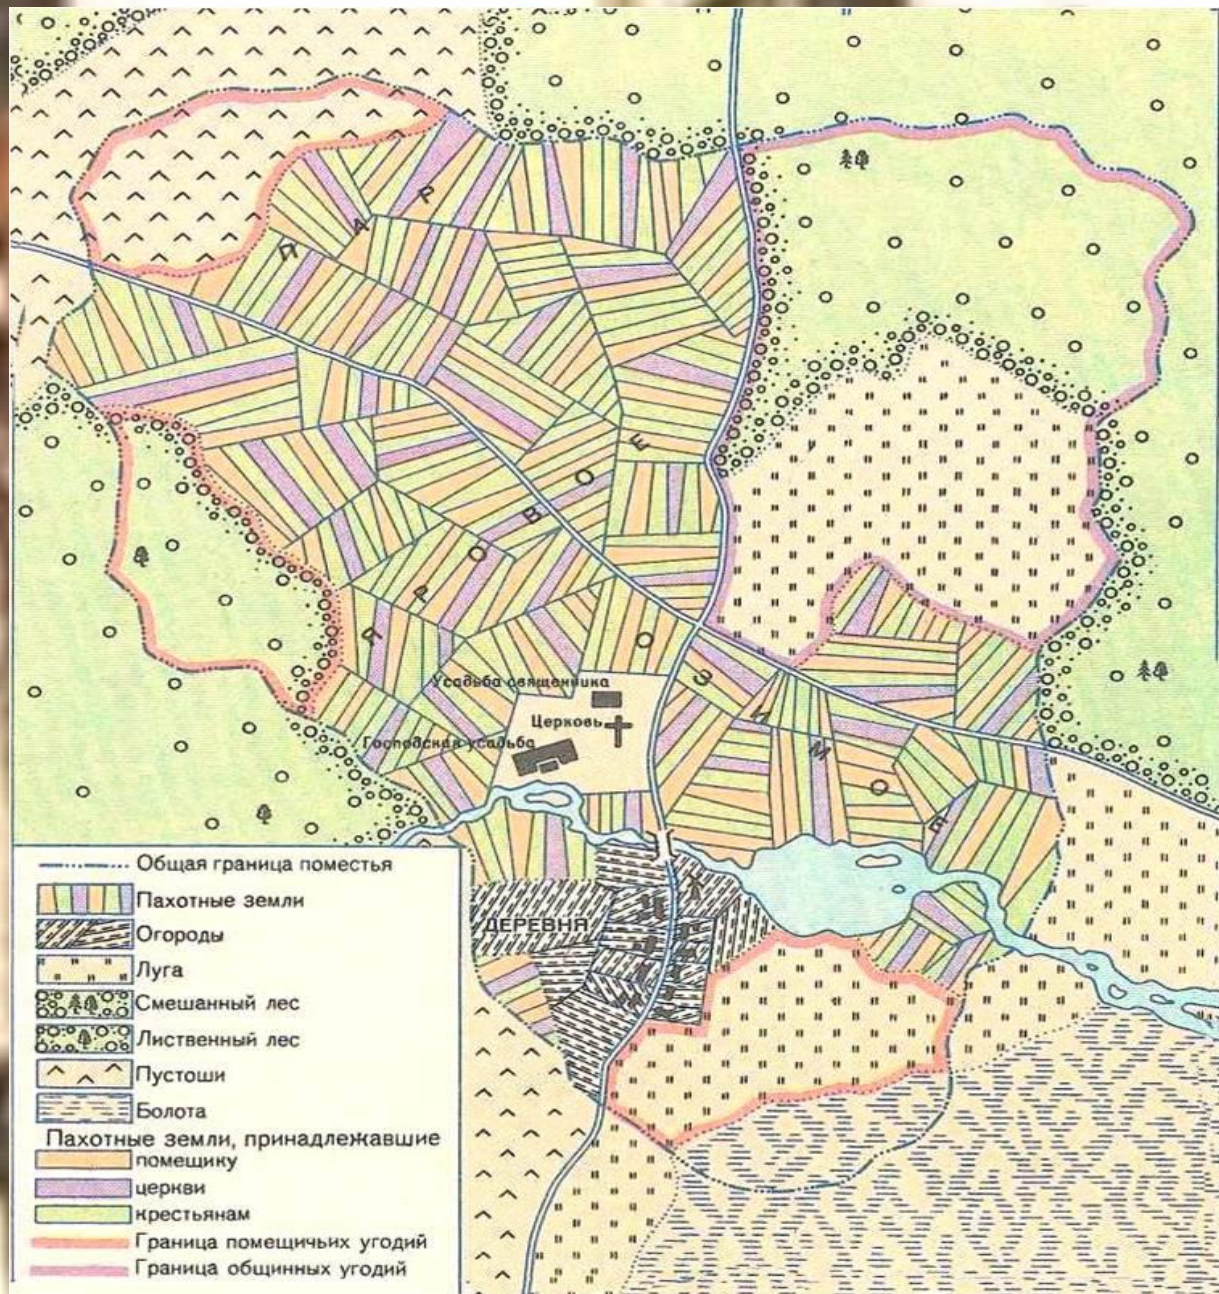 ПАР
ЯРОВОЕ
ОЗИМОЕ
Усадьба священника
Церковь
Господская усадьба
ДЕРЕВНЯ
Общая граница поместья
Пахотные земли
Огороды
Луга
Смешанный лес
Лиственный лес
Пустоши
Болота
Пахотные земли, принадлежавшие
помещику
церкви
крестьянам
Граница помещичьих угодий
Граница общинных угодий